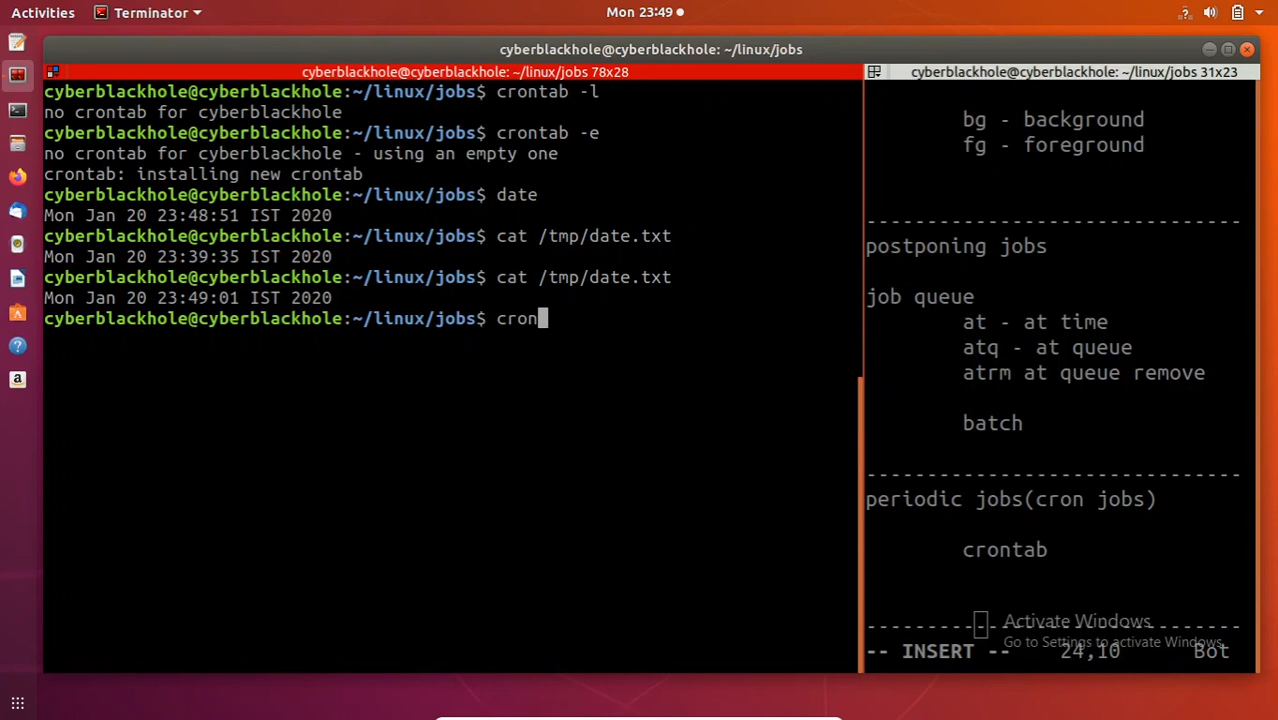 Activities Terminator Mon 23:49
cyberblackhole@cyberblackhole: ~/linux/jobs
cyberblackhole@cyberblackhole: ~/linux/jobs 78x28
cyberblackhole@cyberblackhole:~/linux/jobs$ crontab -l
no crontab for cyberblackhole
cyberblackhole@cyberblackhole:~/linux/jobs$ crontab -e
no crontab for cyberblackhole - using an empty one
crontab: installing new crontab
cyberblackhole@cyberblackhole:~/linux/jobs$ date
Mon Jan 20 23:48:51 IST 2020
cyberblackhole@cyberblackhole:~/linux/jobs$ cat /tmp/date.txt
Mon Jan 20 23:39:35 IST 2020
cyberblackhole@cyberblackhole:~/linux/jobs$ cat /tmp/date.txt
Mon Jan 20 23:49:01 IST 2020
cyberblackhole@cyberblackhole:~/linux/jobs$ cron
cyberblackhole@cyberblackhole: ~/linux/jobs 31x23
bg - background
fg - foreground
-------------------------------
postponing jobs
job queue
at - at time
atq - at queue
atrm at queue remove
batch
-------------------------------
periodic jobs(cron jobs)
crontab
-------------------------------
Activate Windows
Go to Settings to activate Windows.
-- INSERT -- 24,10 Bot